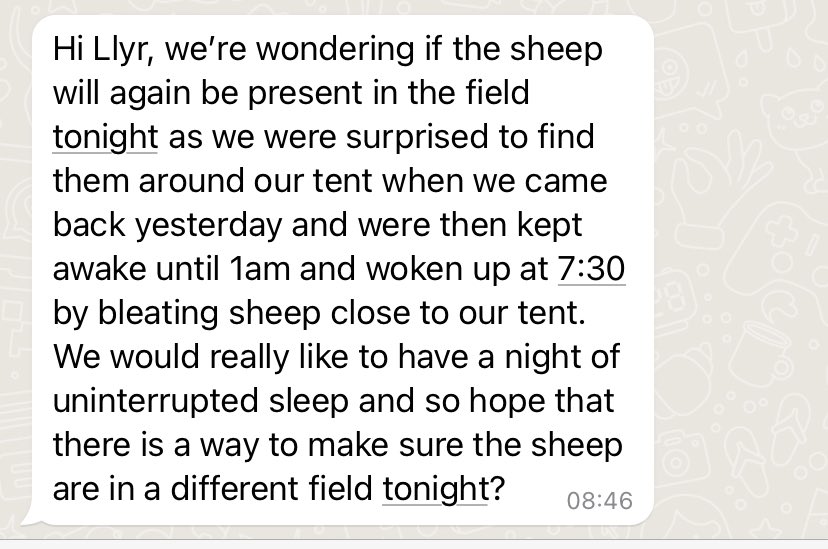 Hi Llyr, we’re wondering if the sheep
will again be present in the field
tonight as we were surprised to find
them around our tent when we came
back yesterday and were then kept
awake until 1am and woken up at 7:30
by bleating sheep close to our tent.
We would really like to have a night of
uninterrupted sleep and so hope that
there is a way to make sure the sheep
are in a different field tonight?
08:46